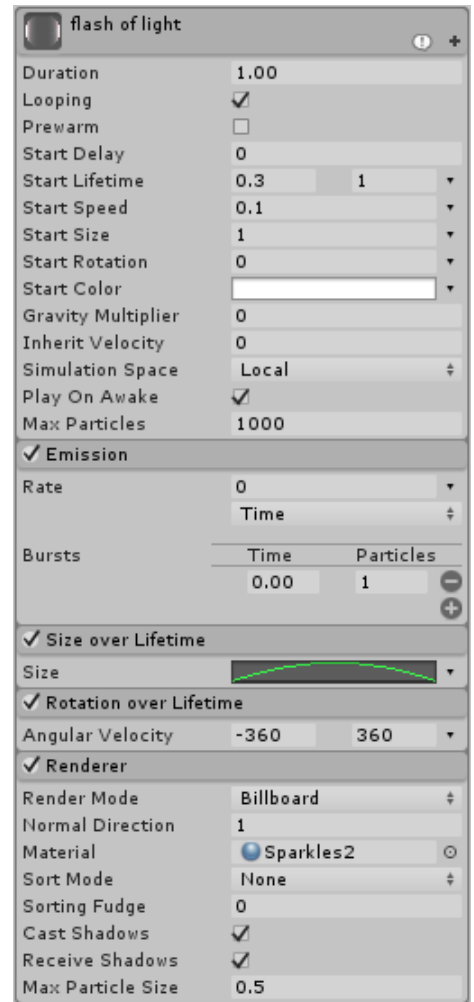 flash of light
Duration 1.00
Looping
Prewarm
Start Delay 0
Start Lifetime 0.3 1
Start Speed 0.1
Start Size 1
Start Rotation 0
Start Color
Gravity Multiplier 0
Inherit Velocity 0
Simulation Space Local
Play On Awake
Max Particles 1000
Emission
Rate 0
Time
Bursts Time Particles
0.00 1
Size over Lifetime
Size
Rotation over Lifetime
Angular Velocity -360 360
Renderer
Render Mode Billboard
Normal Direction 1
Material Sparkles2
Sort Mode None
Sorting Fudge 0
Cast Shadows
Receive Shadows
Max Particle Size 0.5